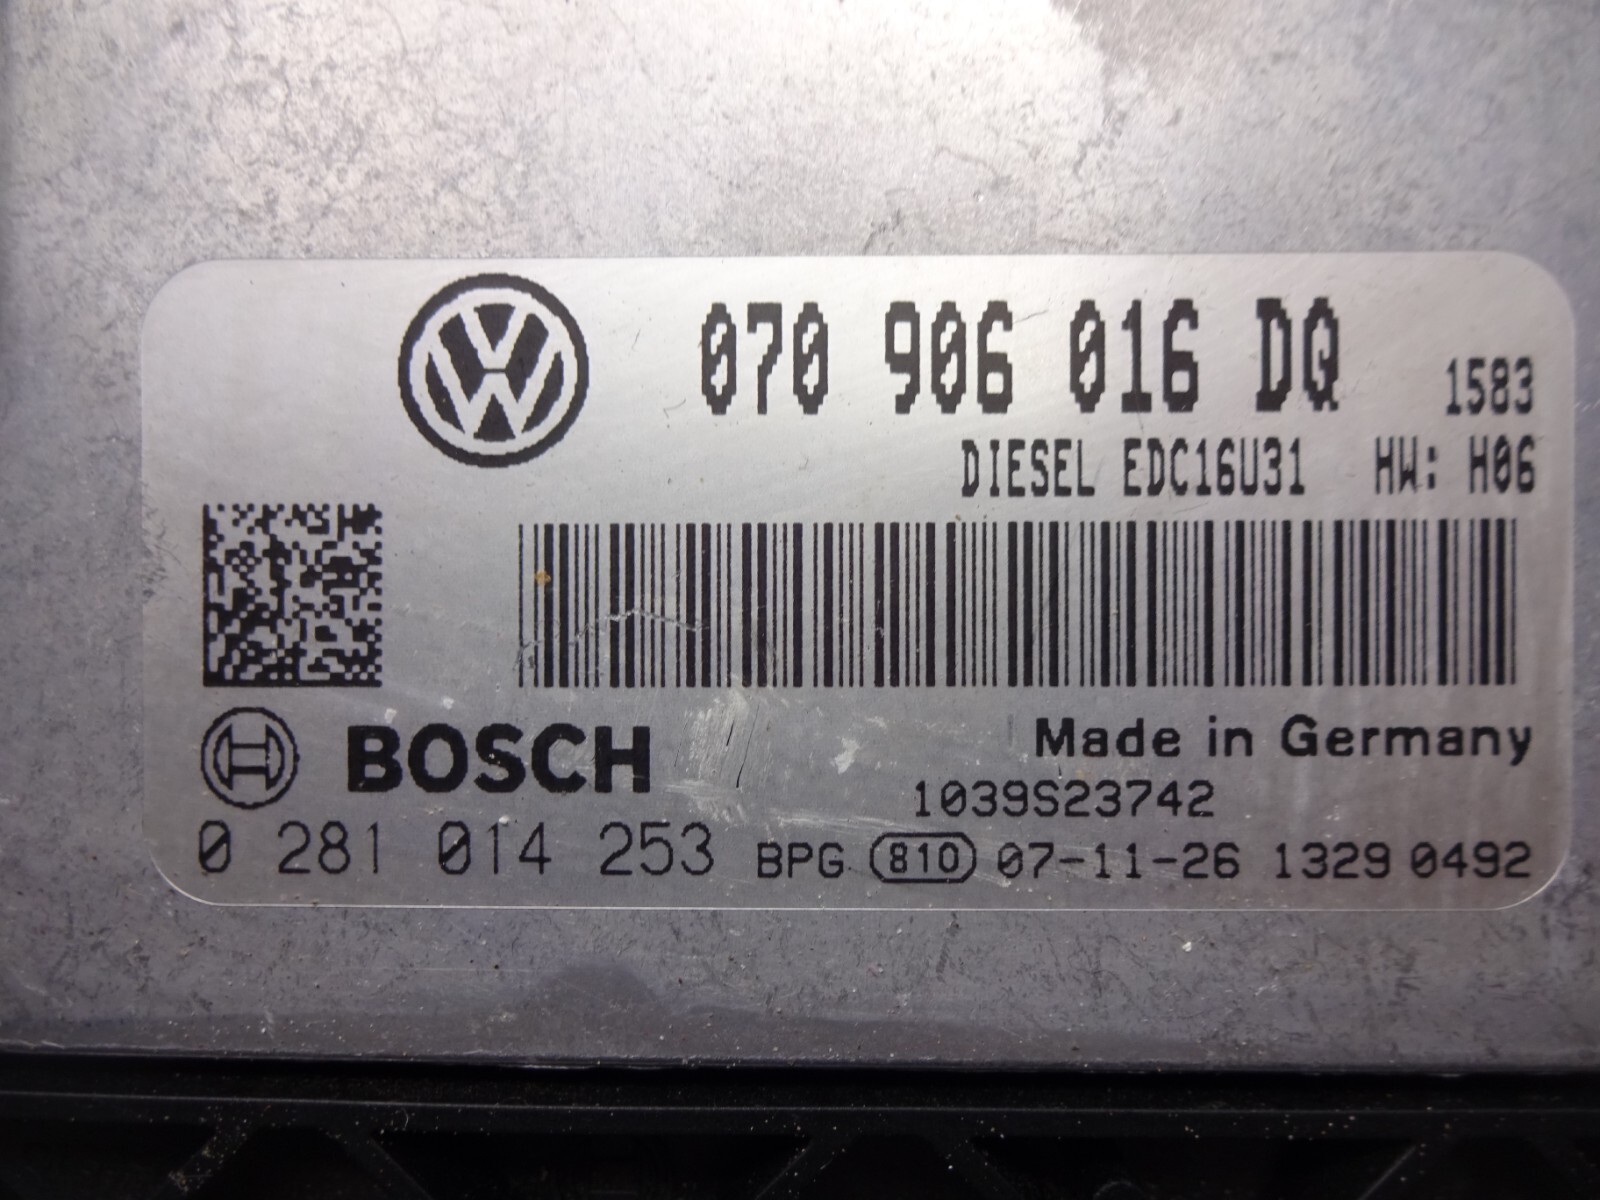 070 906 016 DQ 1583
DIESEL EDC16U31 HW: H06
Made in Germany
BOSCH
1039S23742
0 281 014 253 BPG 810 07-11-26 1329 0492